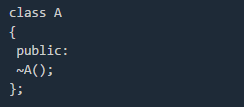 class A
{
 public:
 ~A();
};